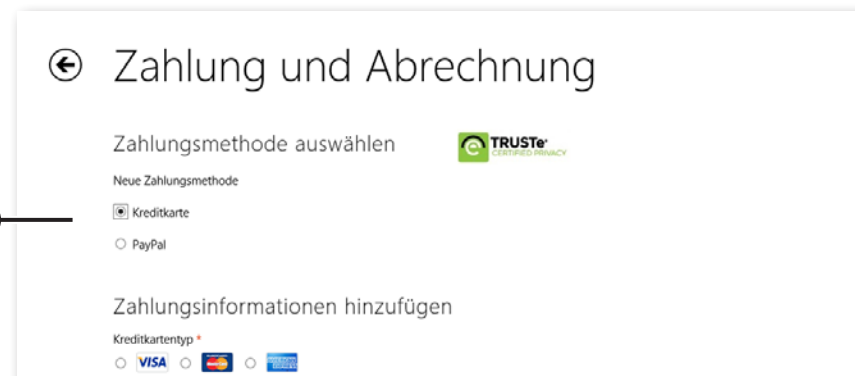 Zahlung und Abrechnung
Zahlungsmethode auswählen
TRUSTe
CERTIFIED PRIVACY
Neue Zahlungsmethode
Kreditkarte
PayPal
Zahlungsinformationen hinzufügen
Kreditkartentyp *
VISA